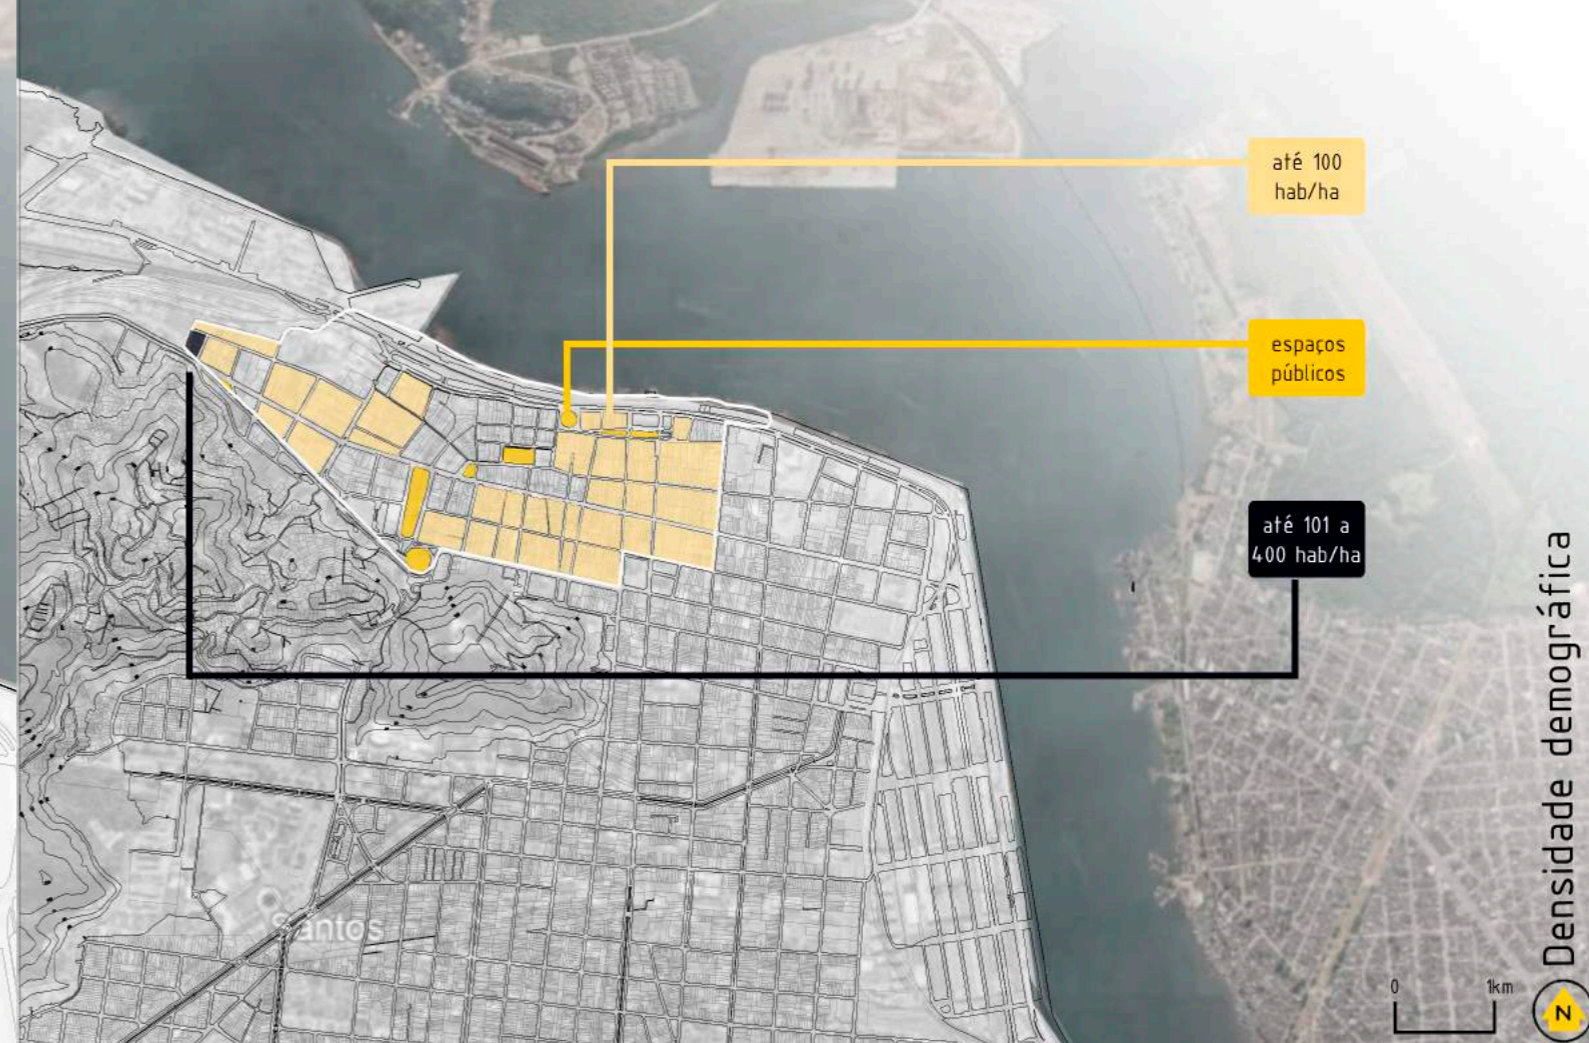 até 100
hab/ha
espaços
públicos
até 101 a
400 hab/ha
Densidade demográfica
Santos
0 1km
N